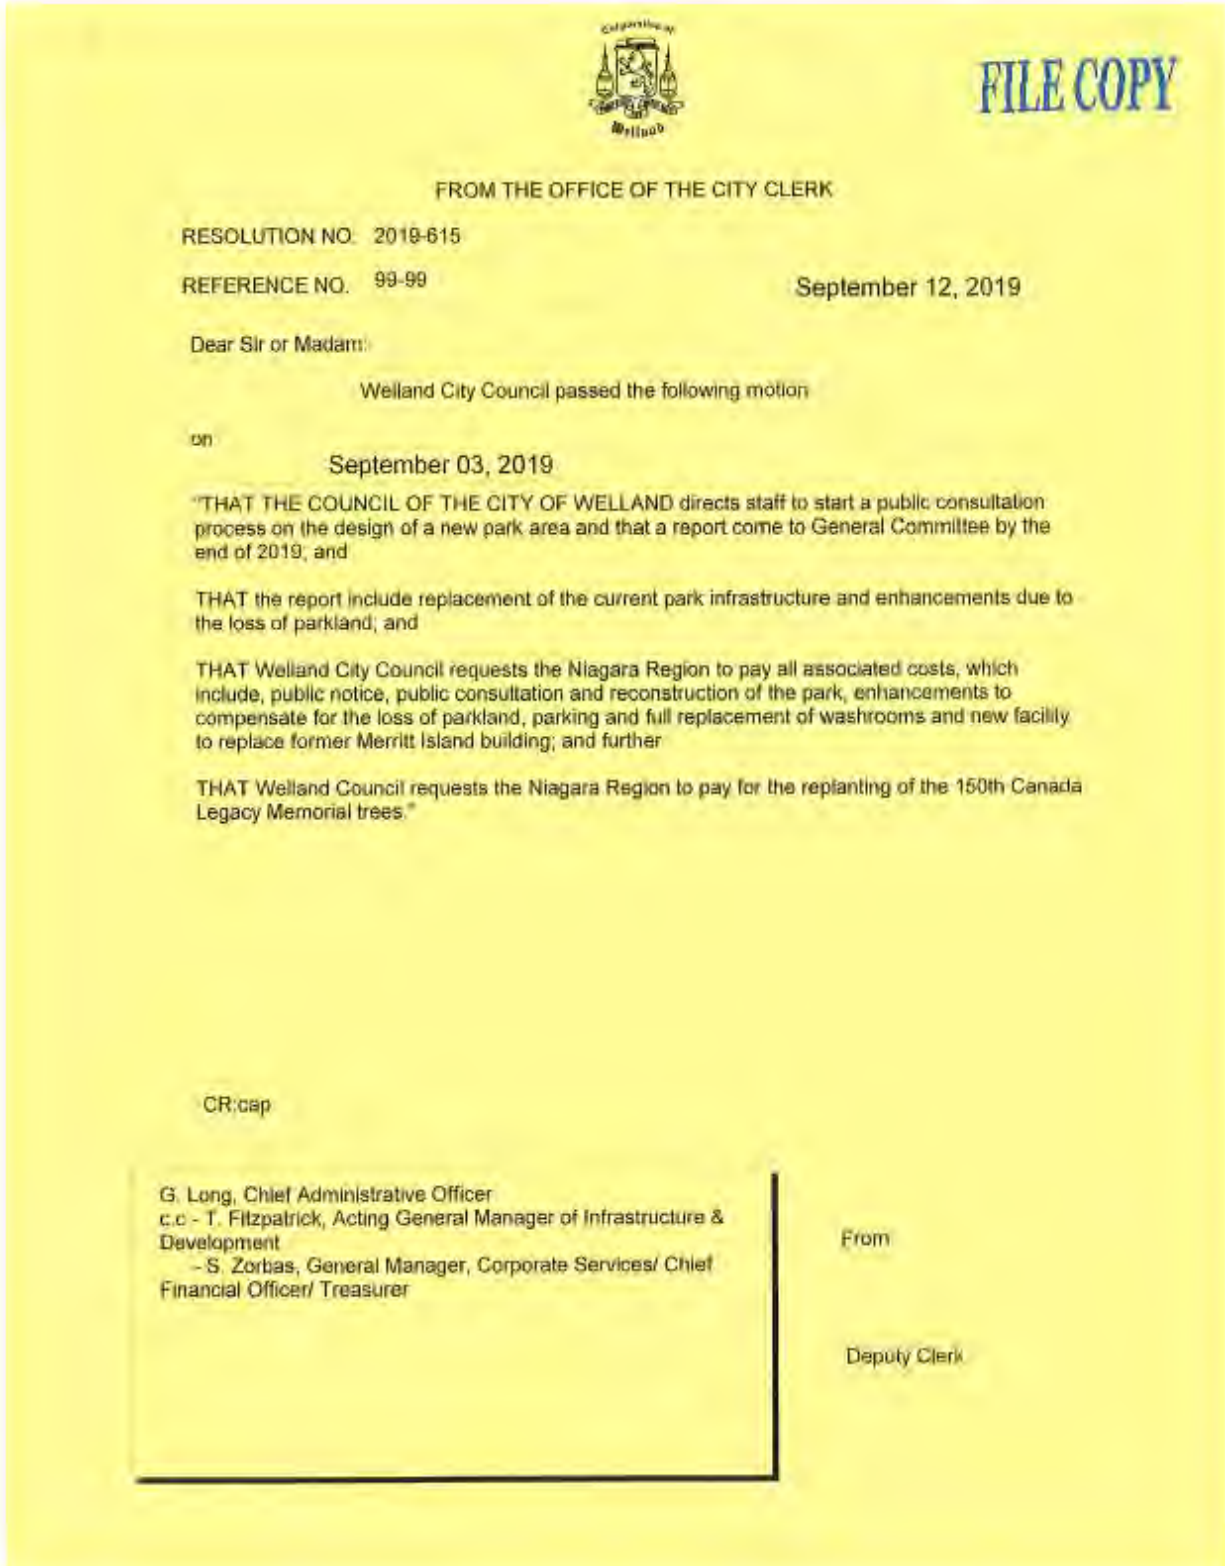 Corporation of
Welland
FILE COPY
FROM THE OFFICE OF THE CITY CLERK
RESOLUTION NO. 2019-615
REFERENCE NO. 99-99
September 12, 2019
Dear Sir or Madam:
Welland City Council passed the following motion
on
September 03, 2019
"THAT THE COUNCIL OF THE CITY OF WELLAND directs staff to start a public consultation
process on the design of a new park area and that a report come to General Committee by the
end of 2019; and
THAT the report include replacement of the current park infrastructure and enhancements due to
the loss of parkland; and
THAT Welland City Council requests the Niagara Region to pay all associated costs, which
include, public notice, public consultation and reconstruction of the park, enhancements to
compensate for the loss of parkland, parking and full replacement of washrooms and new facility
to replace former Merritt Island building; and further
THAT Welland Council requests the Niagara Region to pay for the replanting of the 150th Canada
Legacy Memorial trees."
CR:cap
G. Long, Chief Administrative Officer
c.c - T. Fitzpatrick, Acting General Manager of Infrastructure &
Development
- S. Zorbas, General Manager, Corporate Services/ Chief
Financial Officer/ Treasurer
From
Deputy Clerk